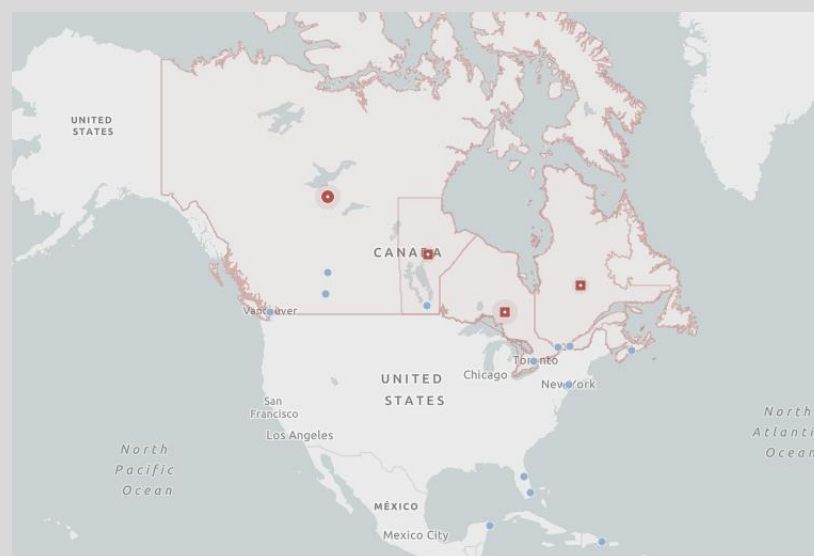 UNITED
STATES
CANADA
Vancouver
Toronto
Chicago
New York
UNITED
STATES
San
Francisco
Los Angeles
North
Pacific
Ocean
North
Atlanti
Ocean
MÉXICO
Mexico City